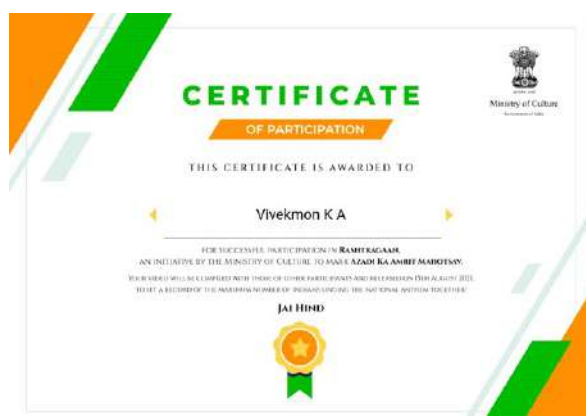 CERTIFICATE
Ministry of Culture
Government of India
OF PARTICIPATION
THIS CERTIFICATE IS AWARDED TO
Vivekmon K A
FOR SUCCESSFUL PARTICIPATION IN RASHTRAGAAN,
AN INITIATIVE BY THE MINISTRY OF CULTURE TO MARK AZADI KA AMRIT MAHOTSAV.
YOUR VIDEO WILL BE COMPILED WITH THOSE OF OTHER PARTICIPANTS AND RELEASED ON 15TH AUGUST 2021,
TO SET A RECORD OF THE MAXIMUM NUMBER OF INDIANS SINGING THE NATIONAL ANTHEM TOGETHER!
JAI HIND